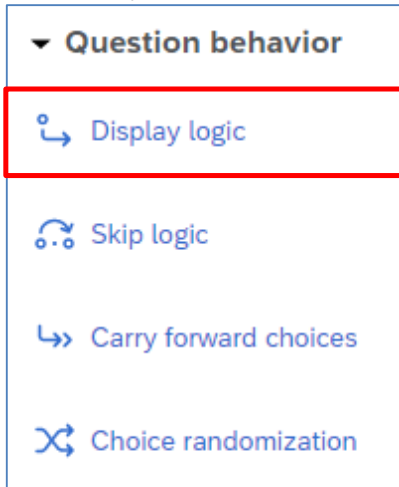 Question behavior
Display logic
Skip logic
Carry forward choices
Choice randomization